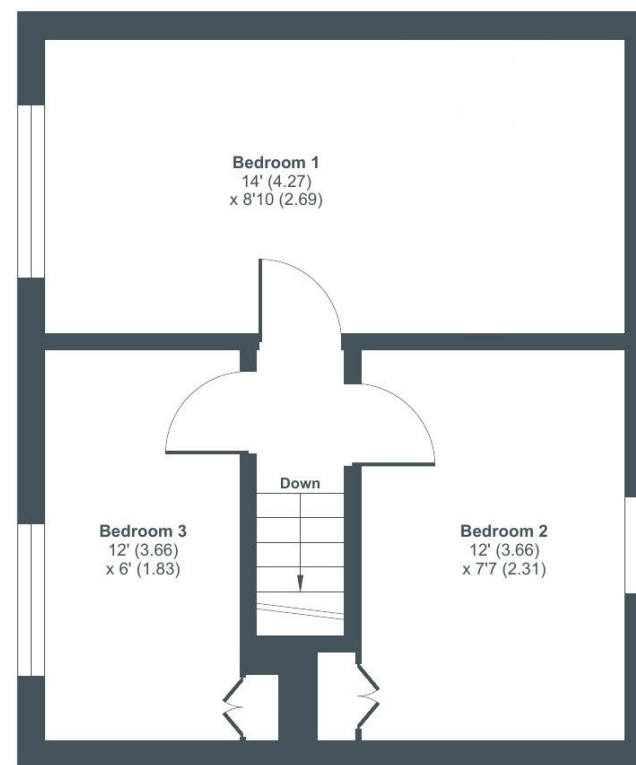 Bedroom 1
14' (4.27)
x 8'10 (2.69)
Down
Bedroom 3
12' (3.66)
x 6' (1.83)
Bedroom 2
12' (3.66)
x 7'7 (2.31)